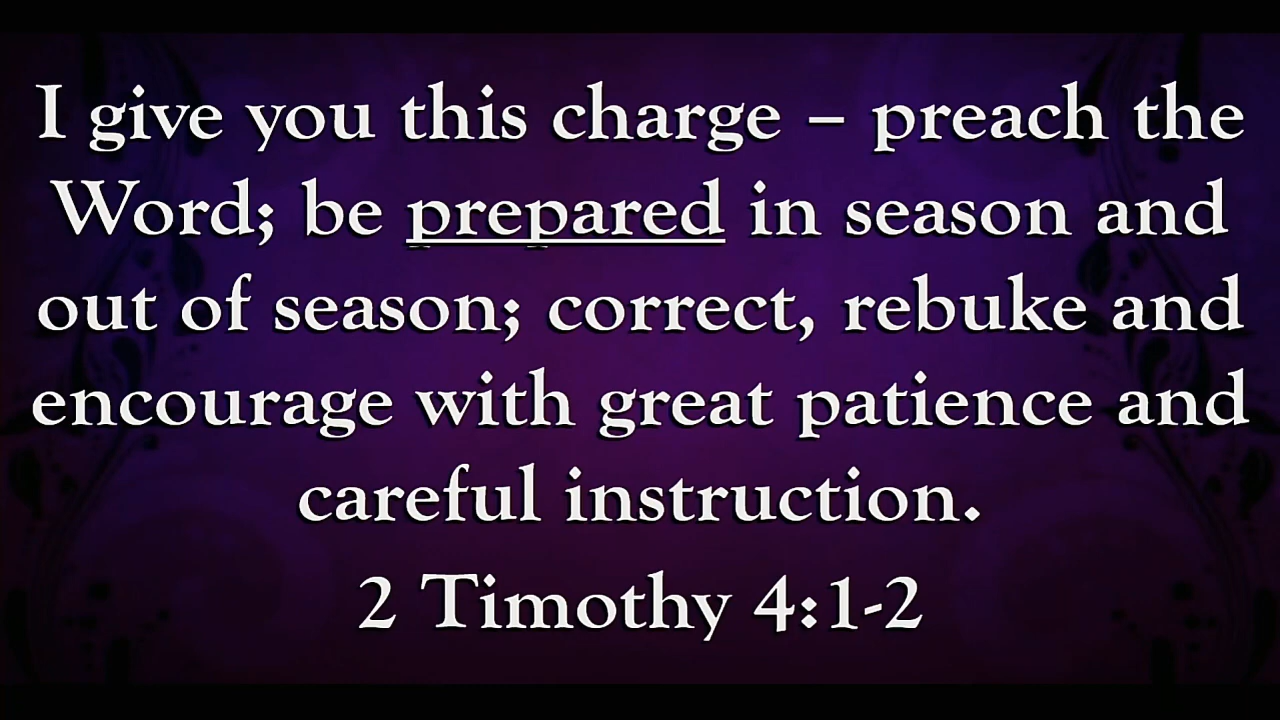 I give you this charge – preach the
Word; be prepared in season and
out of season; correct, rebuke and
encourage with great patience and
careful instruction.
2 Timothy 4:1-2